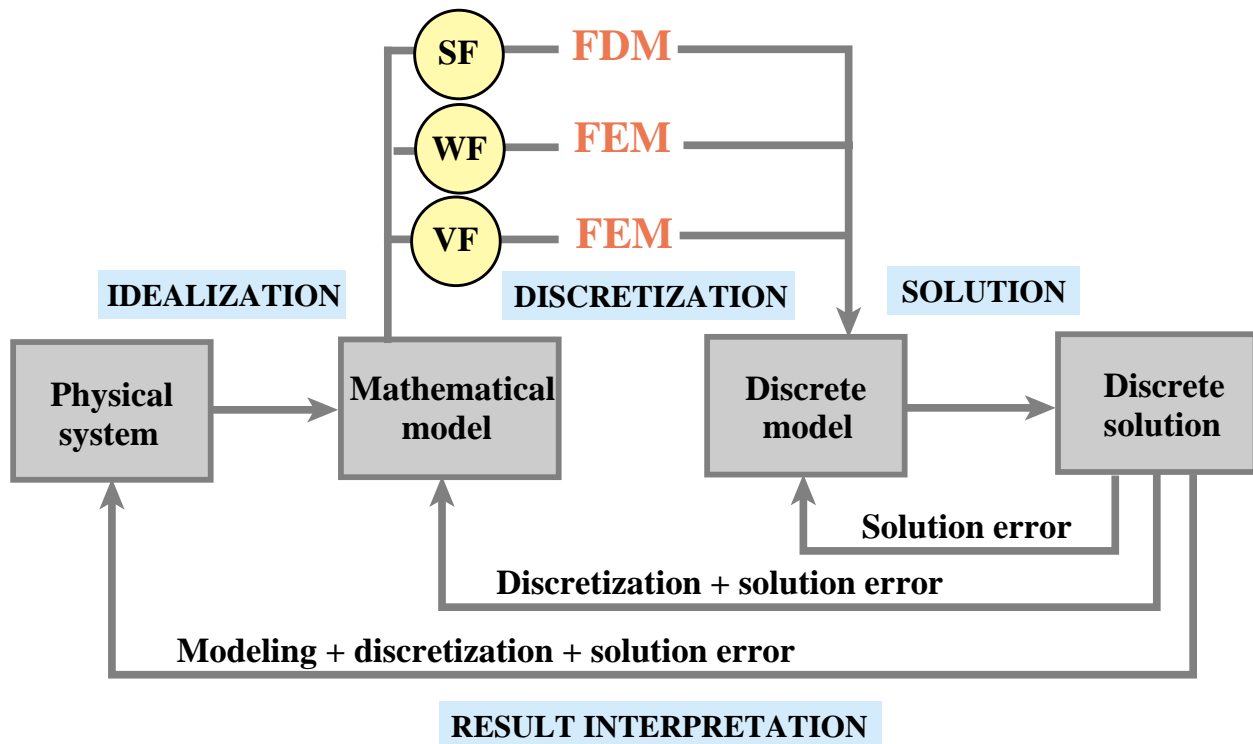 SF FDM
WF FEM
VF FEM
IDEALIZATION DISCRETIZATION SOLUTION
Physical
system
Mathematical
model
Discrete
model
Discrete
solution
Solution error
Discretization + solution error
Modeling + discretization + solution error
RESULT INTERPRETATION